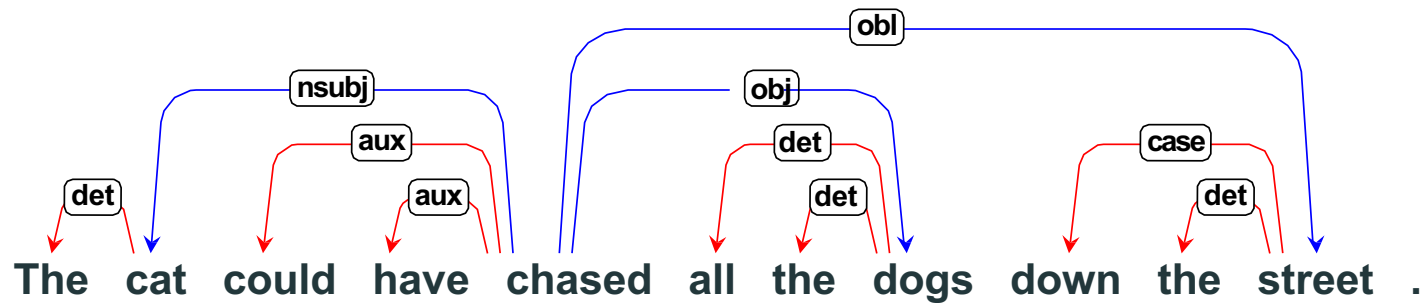 obl
nsubj obj
aux det case
det aux det det
The cat could have chased all the dogs down the street .